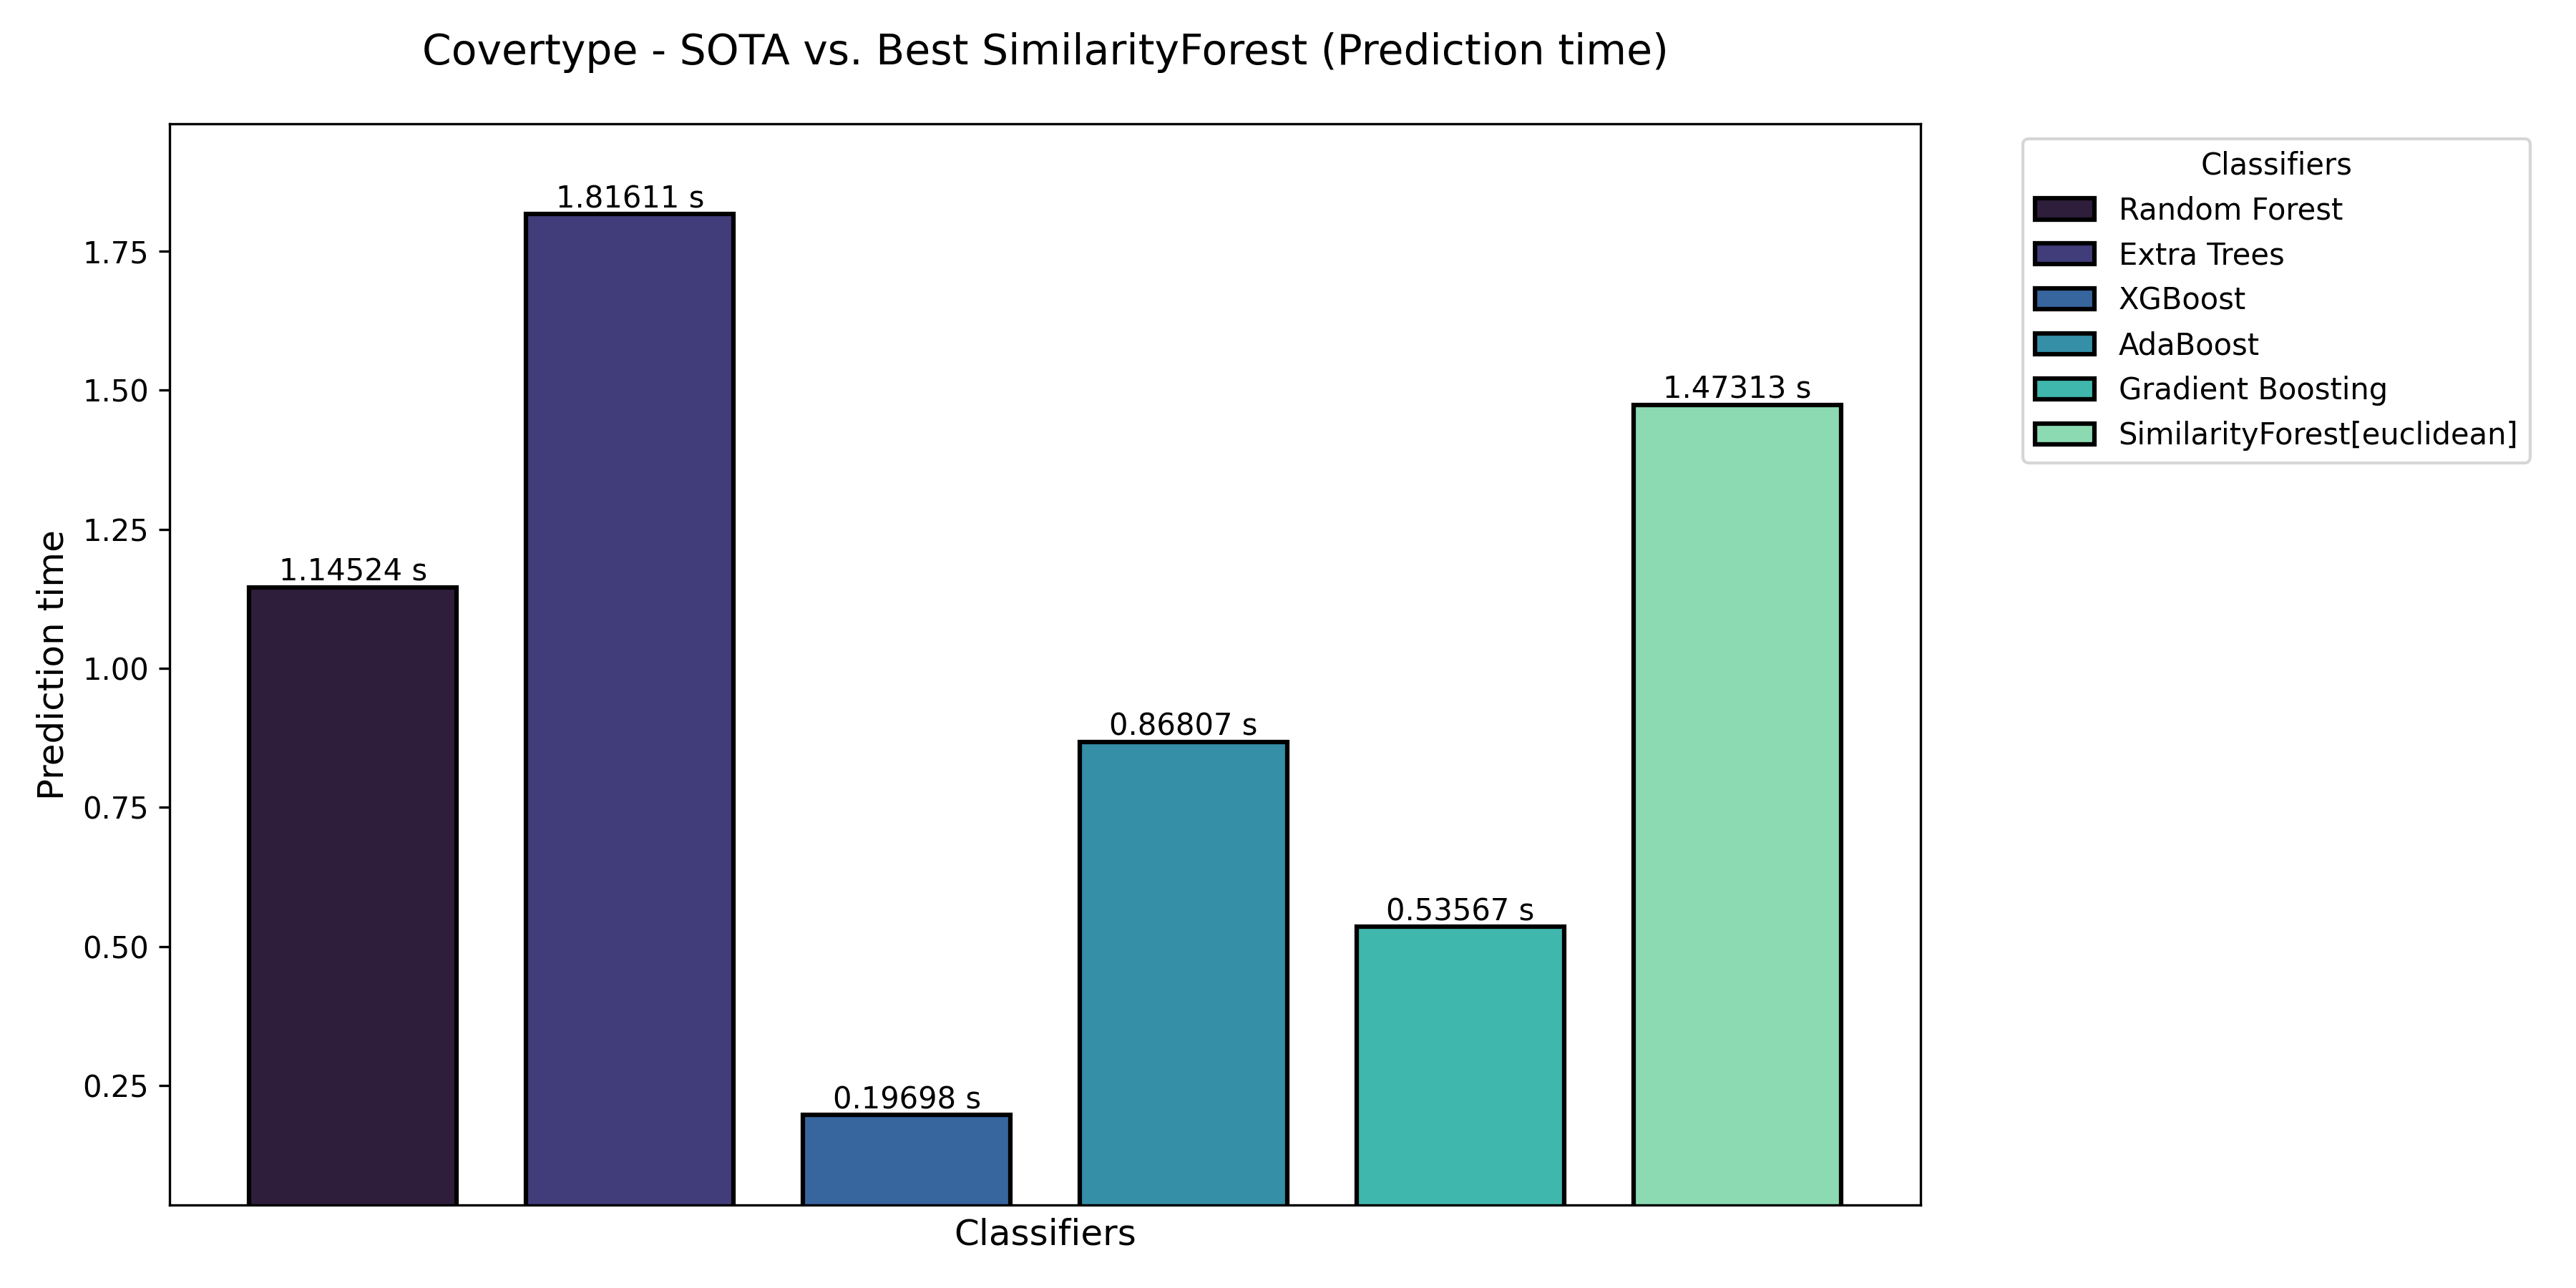 Covertype - SOTA vs. Best SimilarityForest (Prediction time)
Prediction time
1.75
1.50
1.25
1.00
0.75
0.50
0.25
1.14524 s
1.81611 s
0.19698 s
0.86807 s
0.53567 s
1.47313 s
Classifiers
Classifiers
Random Forest
Extra Trees
XGBoost
AdaBoost
Gradient Boosting
SimilarityForest[euclidean]